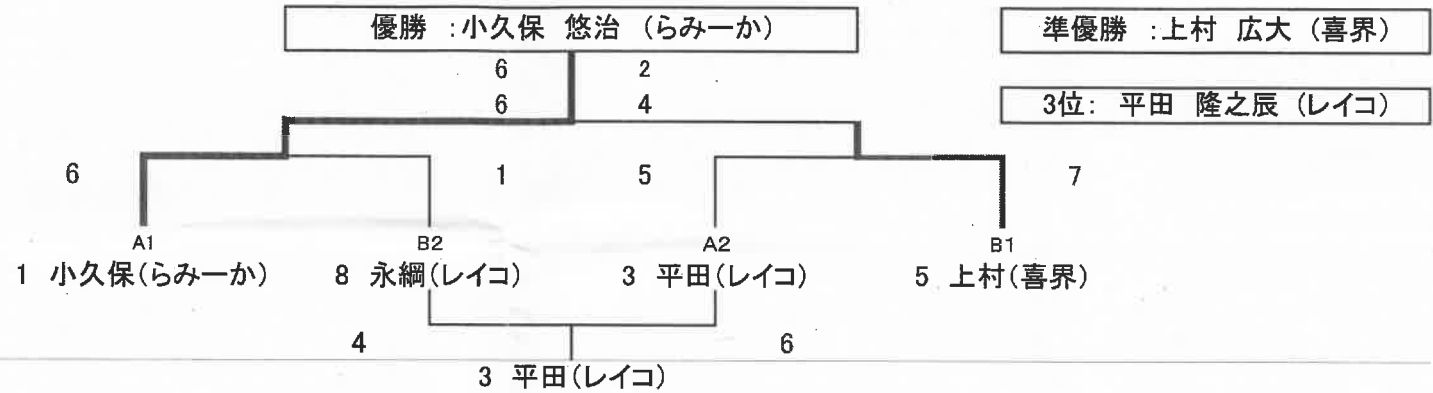 優勝 ：小久保 悠治 （らみーか）
準優勝 ：上村 広大 （喜界）
6 2
6 4
3位： 平田 隆之辰 （レイコ）
6 1 5 7
A1 B2 A2 B1
1 小久保（らみーか） 8 永綱（レイコ） 3 平田（レイコ） 5 上村（喜界）
4 6
3 平田（レイコ）